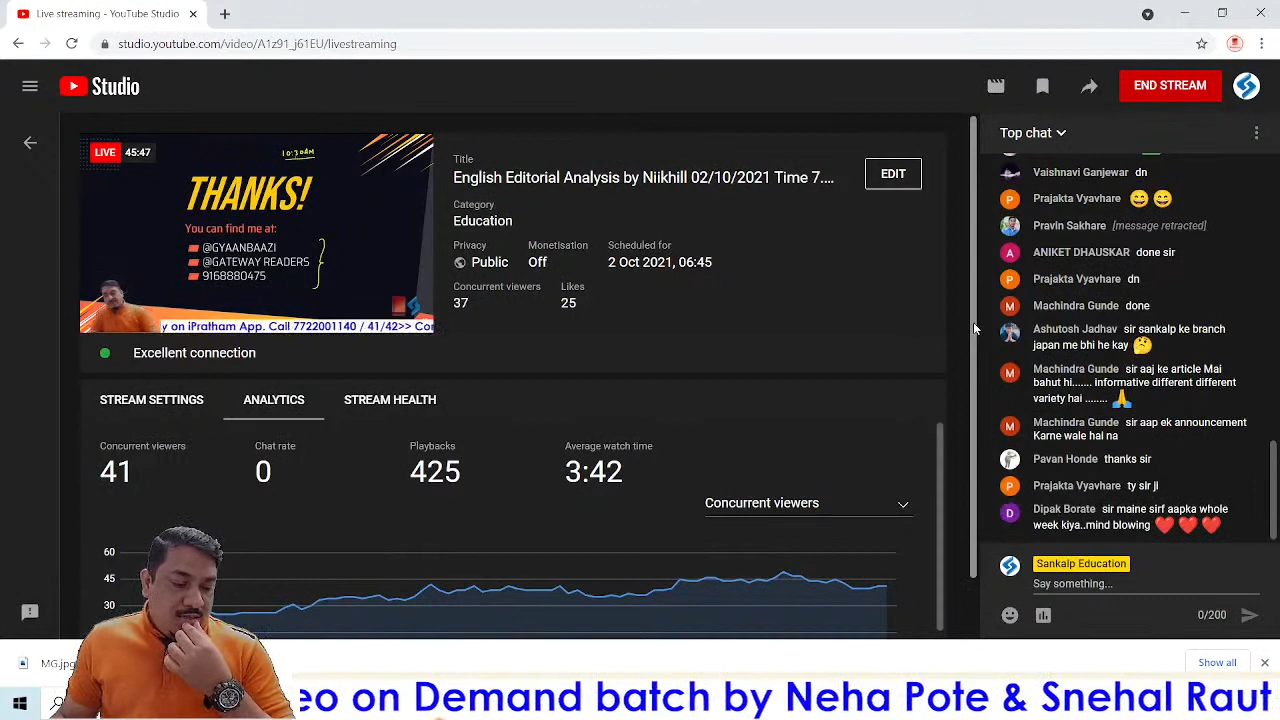 Live streaming - YouTube Studio
studio.youtube.com/video/A1z91_j61EU/livestreaming
Studio
END STREAM
LIVE 45:47
10:30AM
THANKS!
You can find me at:
@GYAANBAAZI
@GATEWAY READERS
9168880475
y on iPratham App. Call 7722001140 / 41/42>> Co
Title
English Editorial Analysis by Niikhill 02/10/2021 Time 7....
EDIT
Category
Education
Privacy
Public
Monetisation
Off
Scheduled for
2 Oct 2021, 06:45
Concurrent viewers
37
Likes
25
Excellent connection
STREAM SETTINGS
ANALYTICS
STREAM HEALTH
Concurrent viewers
41
Chat rate
0
Playbacks
425
Average watch time
3:42
Concurrent viewers
60
45
30
Top chat
Vaishnavi Ganjewar dn
Prajakta Vyavhare 😄 😄
Pravin Sakhare [message retracted]
ANIKET DHAUSKAR done sir
Prajakta Vyavhare dn
Machindra Gunde done
Ashutosh Jadhav sir sankalp ke branch
japan me bhi he kay 🤔
Machindra Gunde sir aaj ke article Mai
bahut hi....... informative different different
variety hai ........ 🙏
Machindra Gunde sir aap ek announcement
Karne wale hai na
Pavan Honde thanks sir
Prajakta Vyavhare ty sir ji
Dipak Borate sir maine sirf aapka whole
week kiya..mind blowing ❤️ ❤️ ❤️
Sankalp Education
Say something...
0/200
MG.jpg
Show all
eo on Demand batch by Neha Pote & Snehal Raut